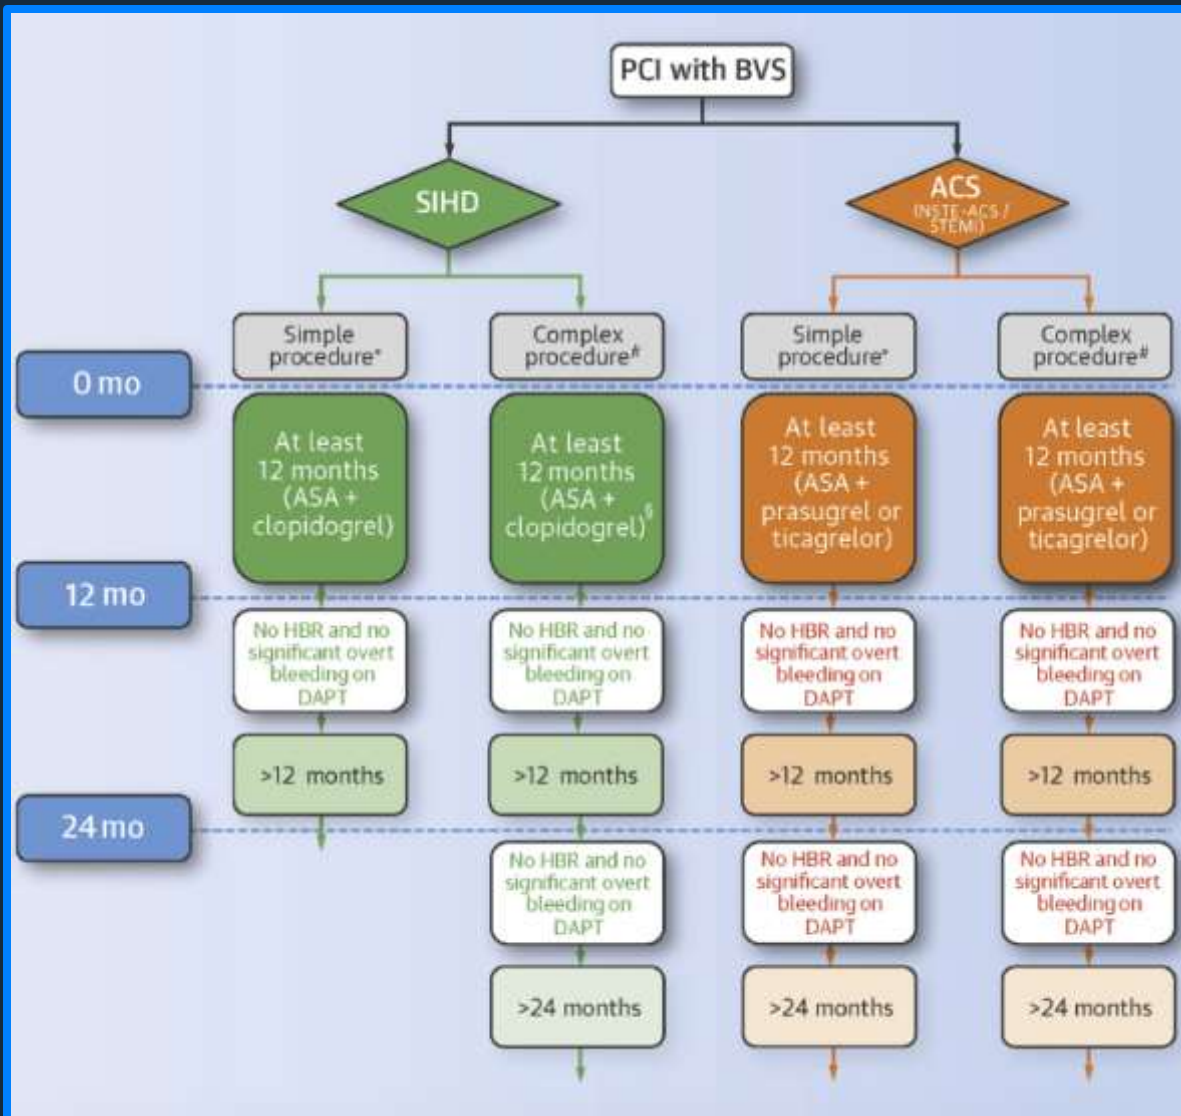 PCI with BVS
SIHD
ACS
(NSTE-ACS /
STEMI)
Simple
procedure*
Complex
procedure#
Simple
procedure*
Complex
procedure#
0 mo
At least
12 months
(ASA +
clopidogrel)
At least
12 months
(ASA +
clopidogrel)§
At least
12 months
(ASA +
prasugrel or
ticagrelor)
At least
12 months
(ASA +
prasugrel or
ticagrelor)
12 mo
No HBR and no
significant overt
bleeding on
DAPT
No HBR and no
significant overt
bleeding on
DAPT
No HBR and no
significant overt
bleeding on
DAPT
No HBR and no
significant overt
bleeding on
DAPT
>12 months
>12 months
>12 months
>12 months
24 mo
No HBR and no
significant overt
bleeding on
DAPT
No HBR and no
significant overt
bleeding on
DAPT
No HBR and no
significant overt
bleeding on
DAPT
>24 months
>24 months
>24 months